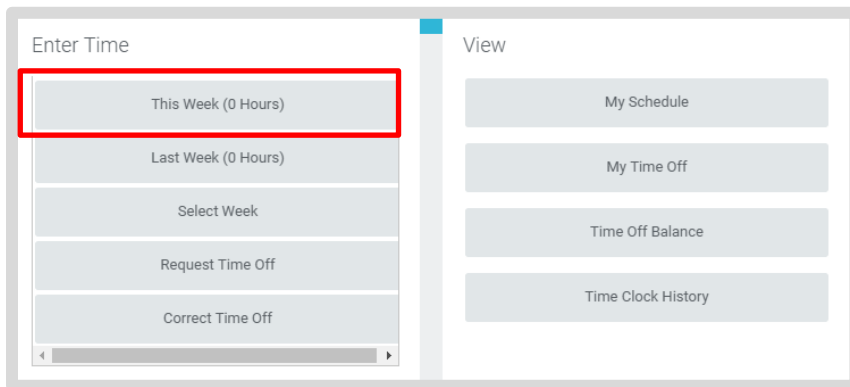 Enter Time
This Week (0 Hours)
Last Week (0 Hours)
Select Week
Request Time Off
Correct Time Off
View
My Schedule
My Time Off
Time Off Balance
Time Clock History